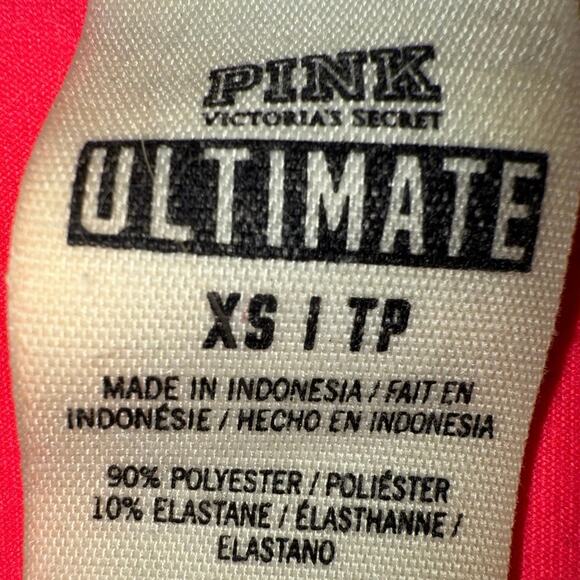 PINK
VICTORIA'S SECRET
ULTIMATE
XS / TP
MADE IN INDONESIA / FAIT EN
INDONÉSIE / HECHO EN INDONESIA
90% POLYESTER / POLIÉSTER
10% ELASTANE / ÉLASTHANNE /
ELASTANO